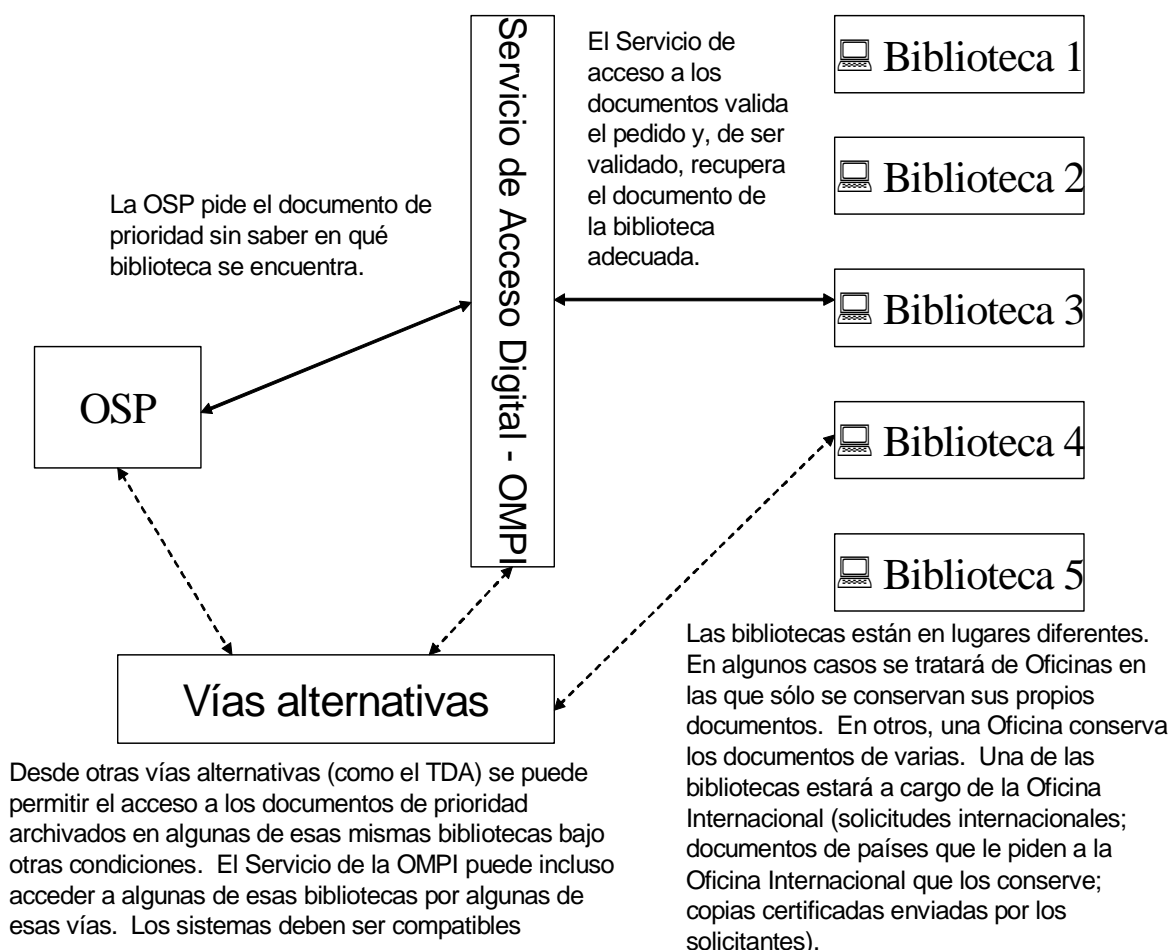 La OSP pide el documento de
prioridad sin saber en qué
biblioteca se encuentra.
OSP
Servicio de Acceso Digital - OMPI
El Servicio de
acceso a los
documentos valida
el pedido y, de ser
validado, recupera
el documento de
la biblioteca
adecuada.
Biblioteca 1
Biblioteca 2
Biblioteca 3
Biblioteca 4
Biblioteca 5
Vías alternativas
Desde otras vías alternativas (como el TDA) se puede
permitir el acceso a los documentos de prioridad
archivados en algunas de esas mismas bibliotecas bajo
otras condiciones. El Servicio de la OMPI puede incluso
acceder a algunas de esas bibliotecas por algunas de
esas vías. Los sistemas deben ser compatibles
Las bibliotecas están en lugares diferentes.
En algunos casos se tratará de Oficinas en
las que sólo se conservan sus propios
documentos. En otros, una Oficina conserva
los documentos de varias. Una de las
bibliotecas estará a cargo de la Oficina
Internacional (solicitudes internacionales;
documentos de países que le piden a la
Oficina Internacional que los conserve;
copias certificadas enviadas por los
solicitantes).